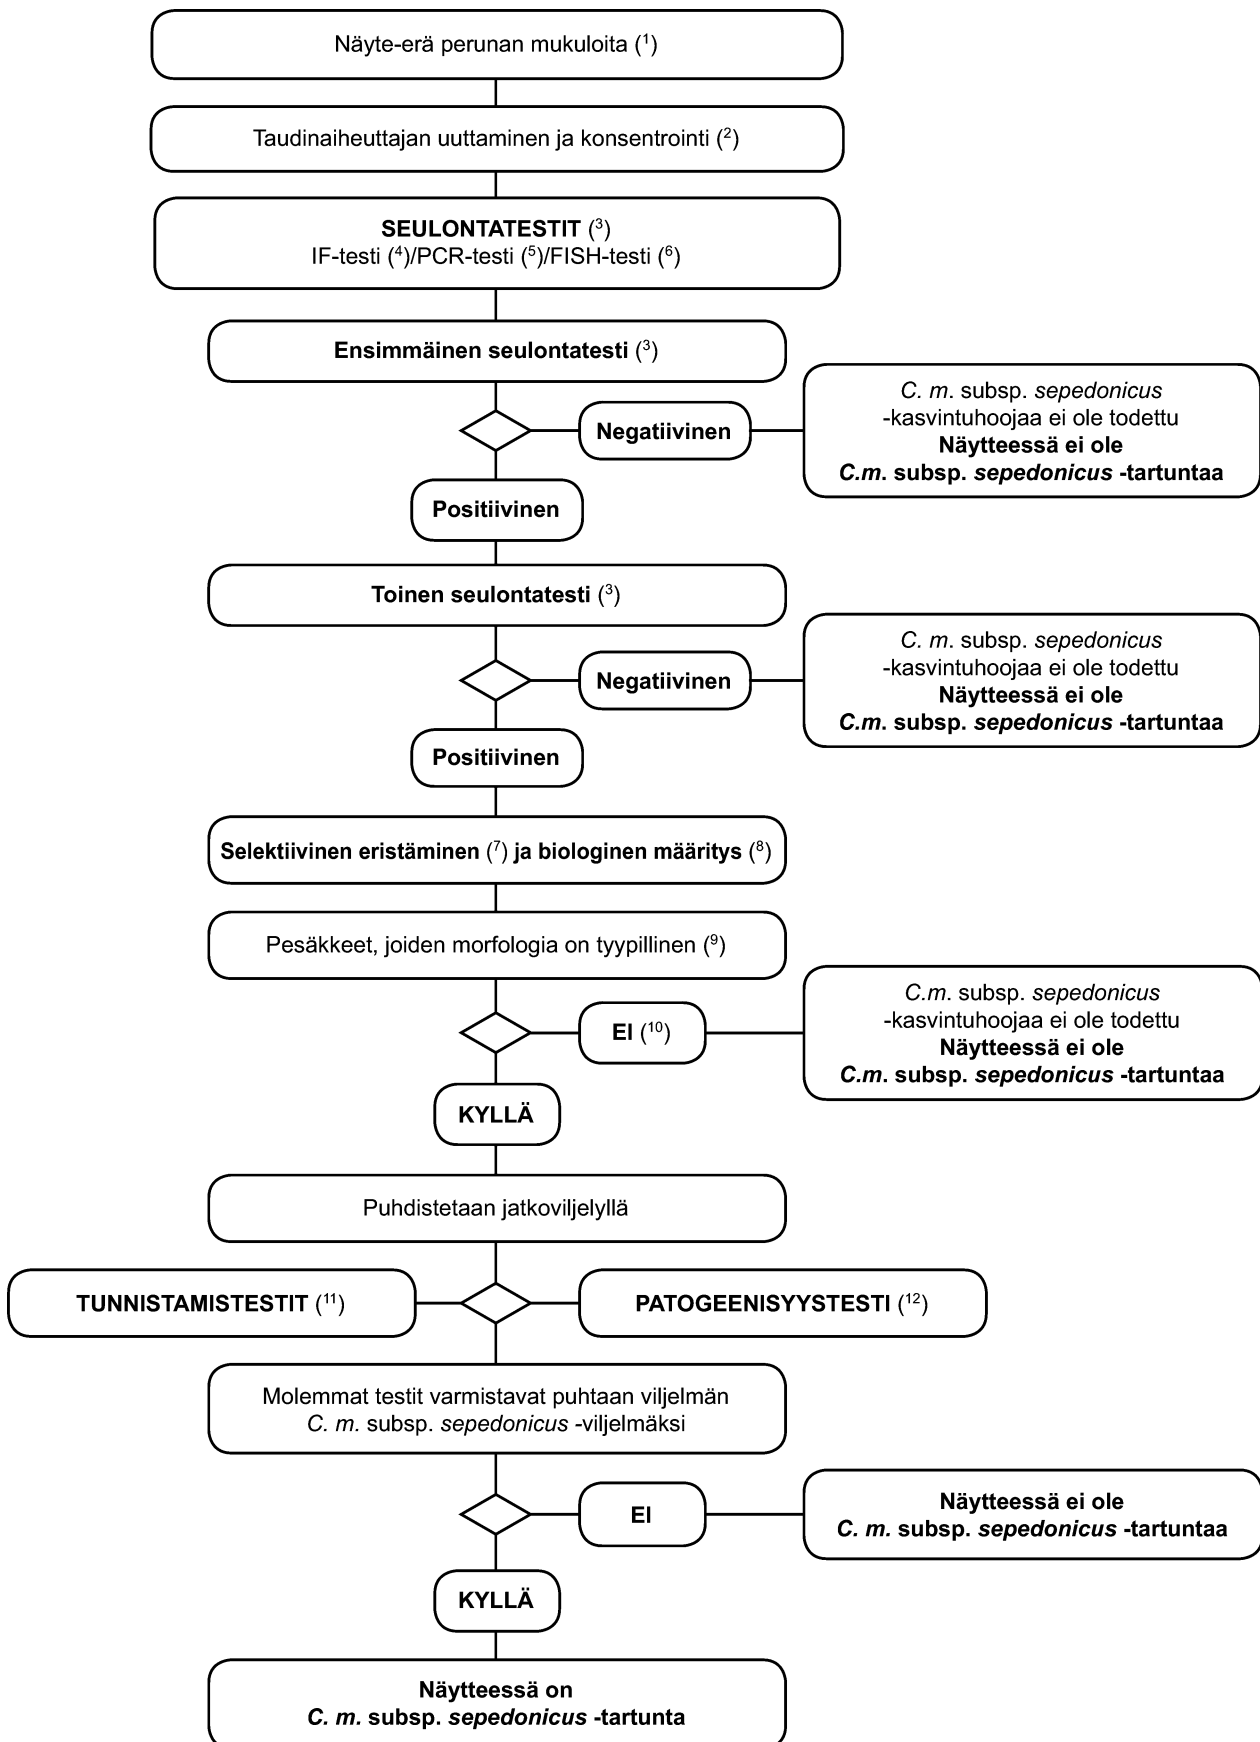 Näyte-erä perunan mukuloita (¹)
Taudinaiheuttajan uuttaminen ja konsentrointi (²)
SEULONTATESTIT (³)
IF-testi (⁴)/PCR-testi (⁵)/FISH-testi (⁶)
Ensimmäinen seulontatesti (³)
Negatiivinen
C. m. subsp. sepedonicus
-kasvintuhoojaa ei ole todettu
Näytteessä ei ole
C.m. subsp. sepedonicus -tartuntaa
Positiivinen
Toinen seulontatesti (³)
Negatiivinen
C. m. subsp. sepedonicus
-kasvintuhoojaa ei ole todettu
Näytteessä ei ole
C.m. subsp. sepedonicus -tartuntaa
Positiivinen
Selektiivinen eristäminen (⁷) ja biologinen määritys (⁸)
Pesäkkeet, joiden morfologia on tyypillinen (⁹)
EI (¹⁰)
C.m. subsp. sepedonicus
-kasvintuhoojaa ei ole todettu
Näytteessä ei ole
C.m. subsp. sepedonicus -tartuntaa
KYLLÄ
Puhdistetaan jatkoviljelyllä
TUNNISTAMISTESTIT (¹¹)
PATOGEENISYYSTESTI (¹²)
Molemmat testit varmistavat puhtaan viljelmän
C. m. subsp. sepedonicus -viljelmäksi
EI
Näytteessä ei ole
C. m. subsp. sepedonicus -tartuntaa
KYLLÄ
Näytteessä on
C. m. subsp. sepedonicus -tartunta